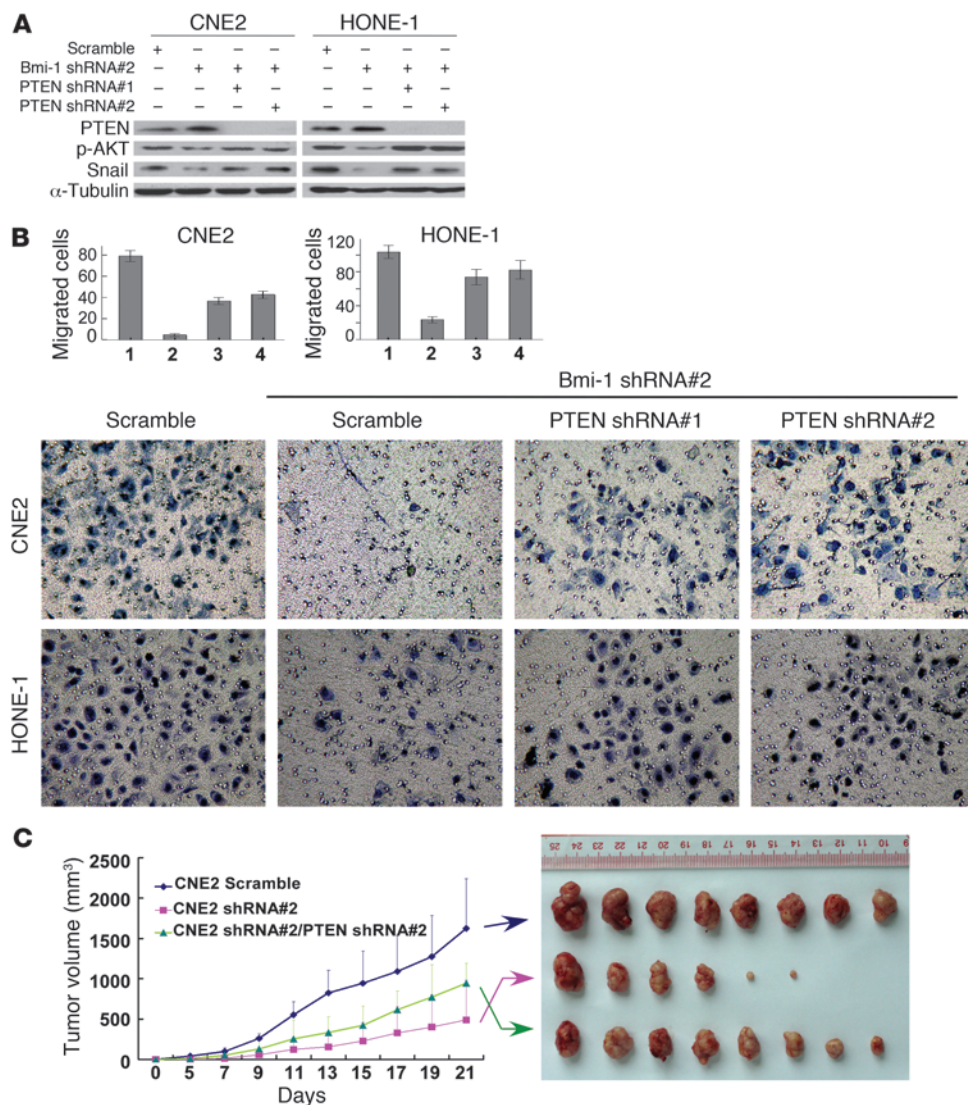 A
CNE2 HONE-1
Scramble + − − − + − − −
Bmi-1 shRNA#2 − + + + − + + +
PTEN shRNA#1 − − + − − − + −
PTEN shRNA#2 − − − + − − − +
PTEN
p-AKT
Snail
α-Tubulin
B
CNE2
Migrated cells
80
40
0
1 2 3 4
HONE-1
Migrated cells
120
80
40
0
1 2 3 4
Bmi-1 shRNA#2
Scramble Scramble PTEN shRNA#1 PTEN shRNA#2
CNE2
HONE-1
C
Tumor volume (mm³)
2500
2000
1500
1000
500
0
CNE2 Scramble
CNE2 shRNA#2
CNE2 shRNA#2/PTEN shRNA#2
0 5 7 9 11 13 15 17 19 21
Days
25 24 23 22 21 20 19 18 17 16 15 14 13 12 11 10 9